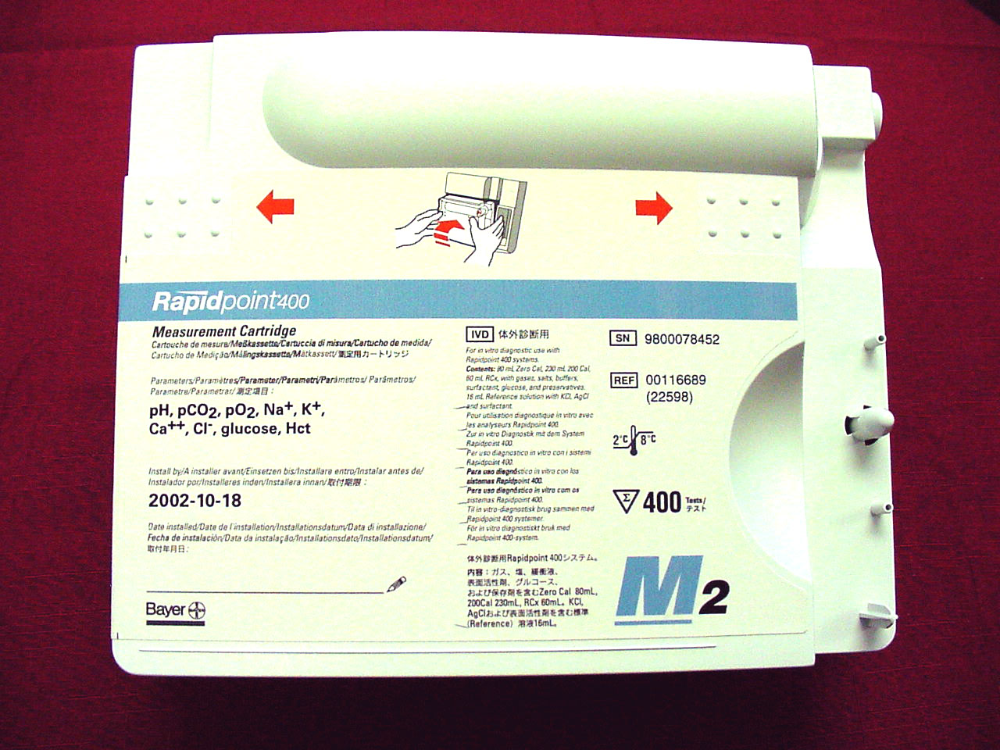 Rapidpoint 400
Measurement Cartridge
Cartouche de mesure/Meßkassette/Cartuccia di misura/Cartucho de medida/
Cartucho de Medição/Målingskassette/Mätkassett/測定用カートリッジ
Parameters/Paramètres/Parameter/Parametri/Parámetros/Parâmetros/
Parametre/Parametrar/測定項目:
pH, pCO2, pO2, Na+, K+,
Ca++, Cl-, glucose, Hct
Install by/A installer avant/Einsetzen bis/Installare entro/Instalar antes de/
Instalador por/Installeres inden/Installera innan/取付期限:
2002-10-18
Date installed/Date de l'installation/Installationsdatum/Data di installazione/
Fecha de instalación/Data da instalação/Installationsdato/Installationsdatum/
取付年月日:
Bayer
BAYER
IVD 体外診断用
For in vitro diagnostic use with
Rapidpoint 400 systems.
Contents: 80 mL Zero Cal, 230 mL 200 Cal,
60 mL RCx, with gases, salts, buffers,
surfactant, glucose, and preservatives.
16 mL Reference solution with KCl, AgCl
and surfactant.
Pour utilisation diagnostique in vitro avec
les analyseurs Rapidpoint 400.
Zur in vitro Diagnostik mit dem System
Rapidpoint 400.
Per uso diagnostico in vitro con i sistemi
Rapidpoint 400.
Para uso diagnóstico in vitro con los
sistemas Rapidpoint 400.
Para uso diagnóstico in vitro com os
sistemas Rapidpoint 400.
Til in vitro-diagnostisk brug sammen med
Rapidpoint 400 systemer.
För in vitro diagnostiskt bruk med
Rapidpoint 400-system.
体外診断用Rapidpoint 400システム。
内容：ガス、塩、緩衝液、
表面活性剤、グルコース、
および保存剤を含むZero Cal 80mL,
200Cal 230mL, RCx 60mL。KCl,
AgClおよび表面活性剤を含む標準
(Reference) 溶液16mL。
SN 9800078452
REF 00116689
(22598)
2°C 8°C
Σ 400 Tests/
テスト
M2